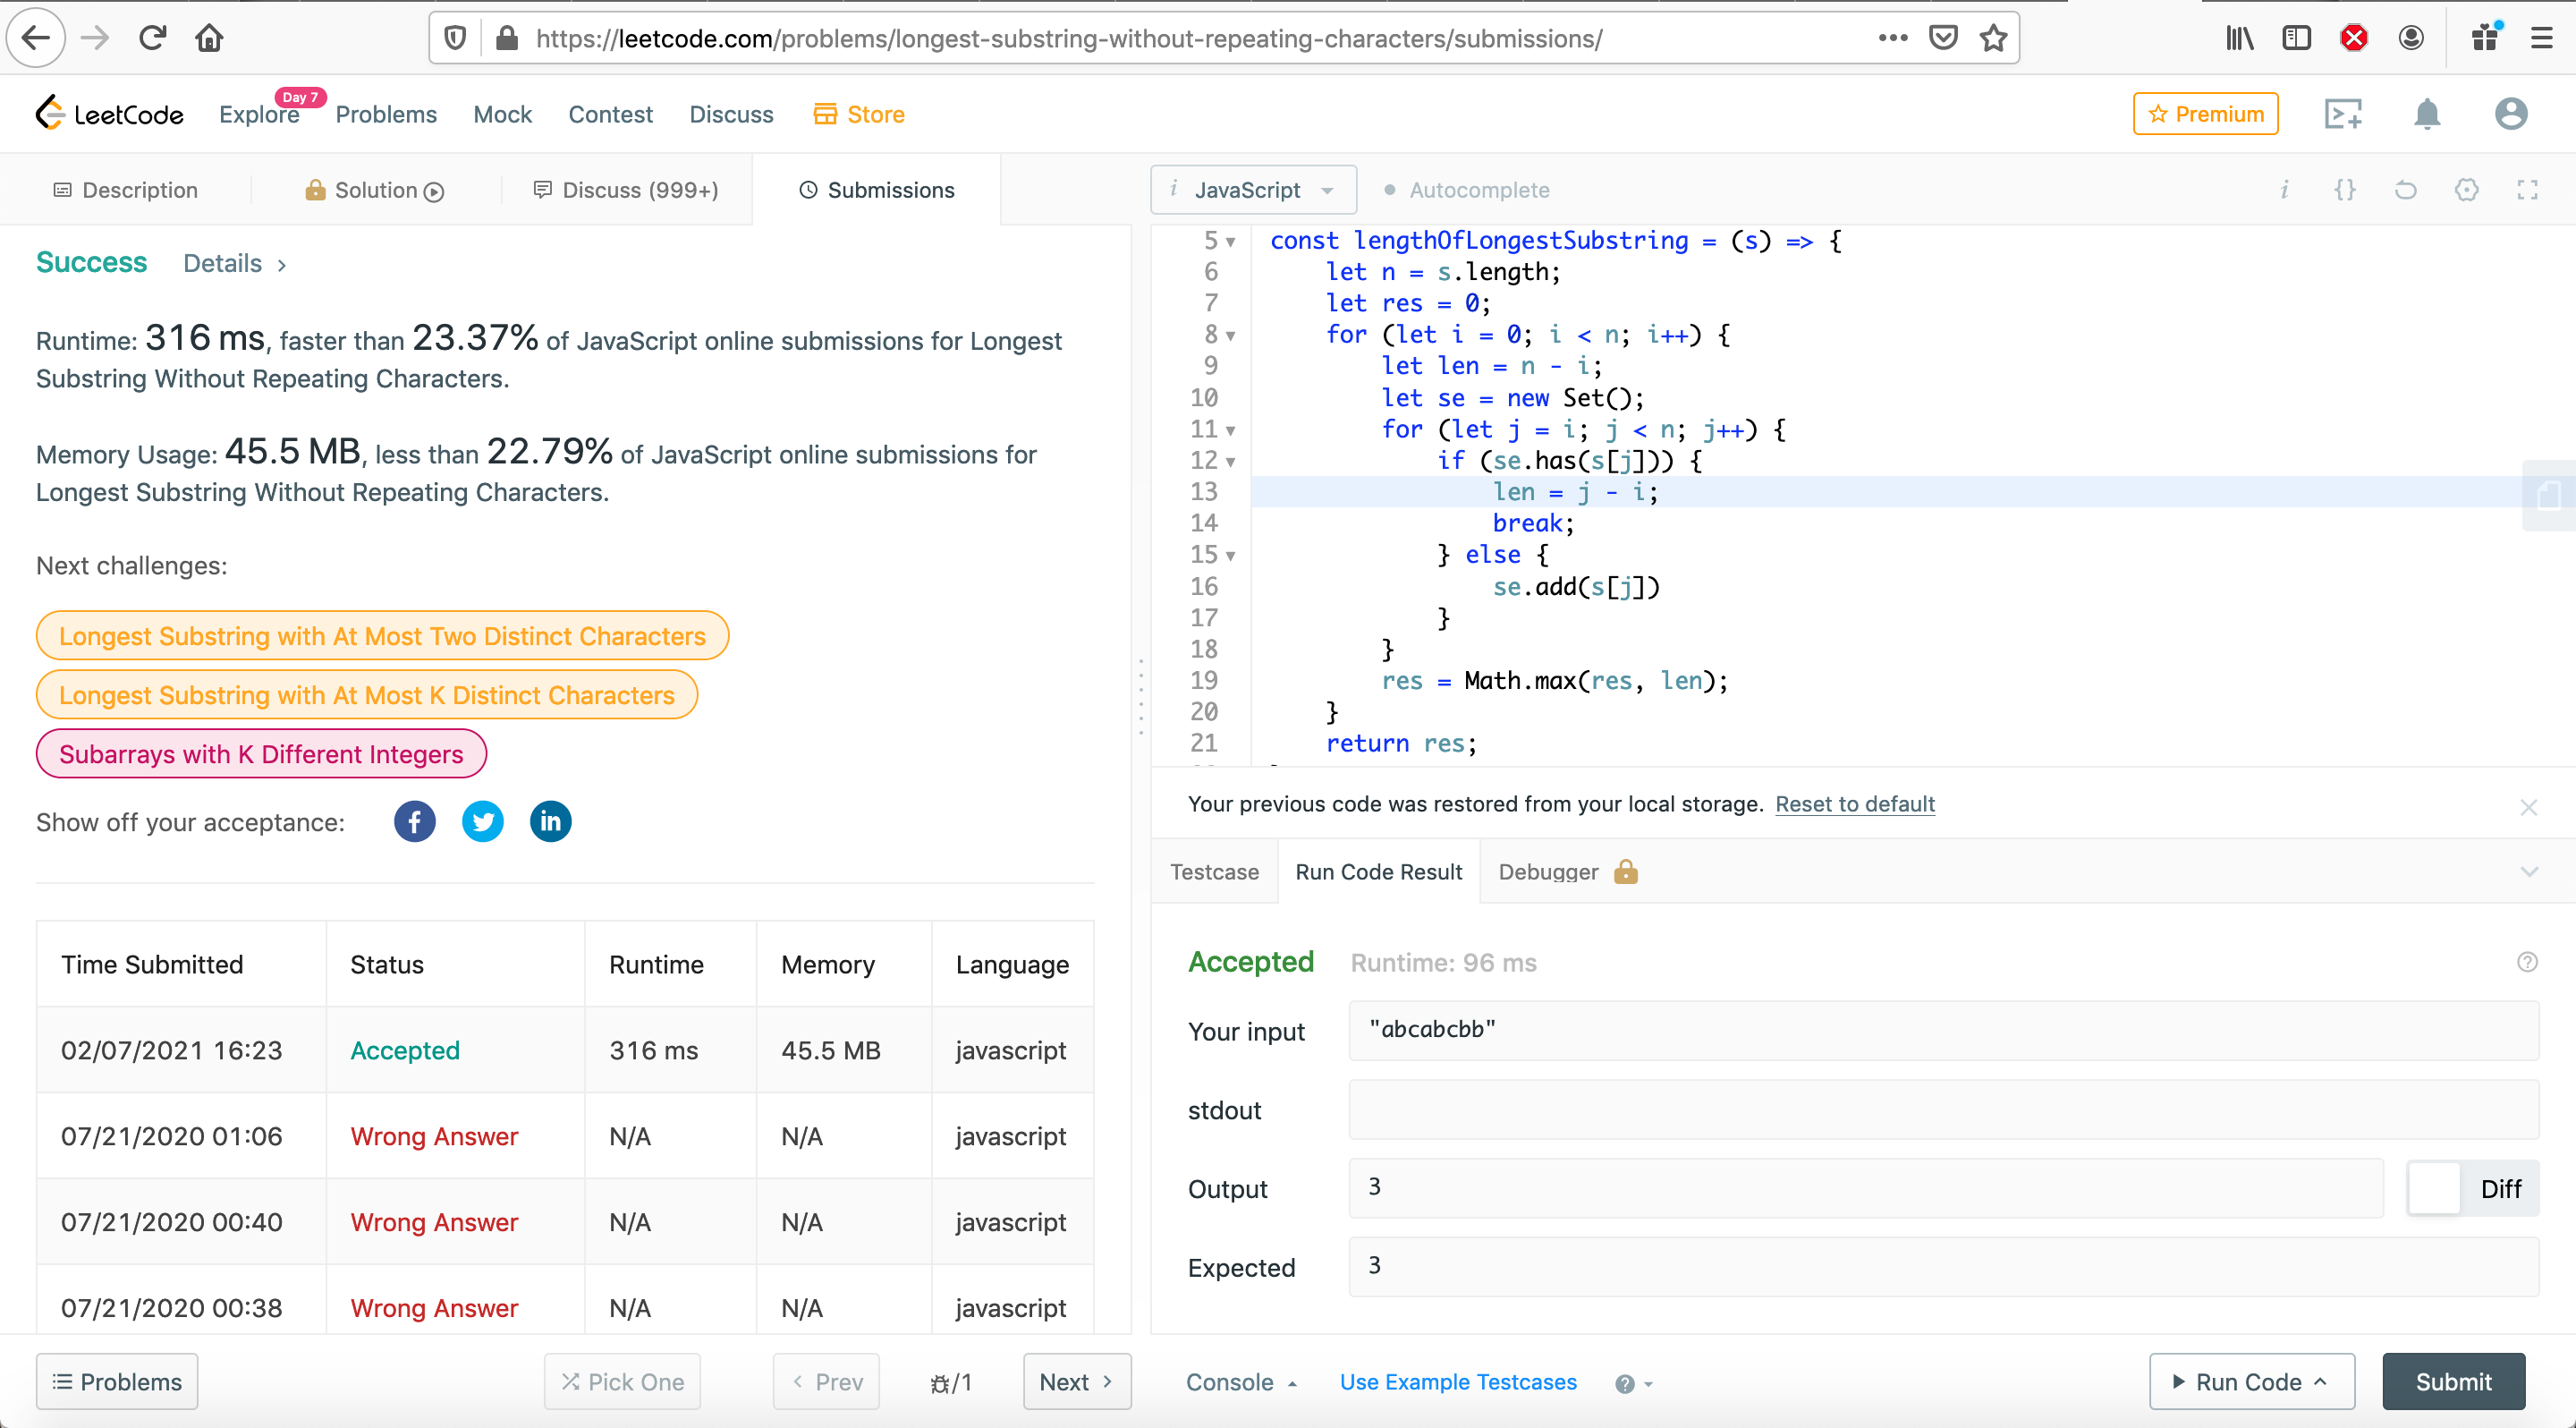 https://leetcode.com/problems/longest-substring-without-repeating-characters/submissions/
LeetCode Explore Day 7 Problems Mock Contest Discuss Store Premium
Description Solution Discuss (999+) Submissions
i JavaScript Autocomplete i {}
Success Details >
Runtime: 316 ms, faster than 23.37% of JavaScript online submissions for Longest
Substring Without Repeating Characters.
Memory Usage: 45.5 MB, less than 22.79% of JavaScript online submissions for
Longest Substring Without Repeating Characters.
Next challenges:
Longest Substring with At Most Two Distinct Characters
Longest Substring with At Most K Distinct Characters
Subarrays with K Different Integers
Show off your acceptance:
Time Submitted Status Runtime Memory Language
02/07/2021 16:23 Accepted 316 ms 45.5 MB javascript
07/21/2020 01:06 Wrong Answer N/A N/A javascript
07/21/2020 00:40 Wrong Answer N/A N/A javascript
07/21/2020 00:38 Wrong Answer N/A N/A javascript
5 const lengthOfLongestSubstring = (s) => {
6 let n = s.length;
7 let res = 0;
8 for (let i = 0; i < n; i++) {
9 let len = n - i;
10 let se = new Set();
11 for (let j = i; j < n; j++) {
12 if (se.has(s[j])) {
13 len = j - i;
14 break;
15 } else {
16 se.add(s[j])
17 }
18 }
19 res = Math.max(res, len);
20 }
21 return res;
Your previous code was restored from your local storage. Reset to default
Testcase Run Code Result Debugger
Accepted Runtime: 96 ms
Your input "abcabcbb"
stdout
Output 3 Diff
Expected 3
Problems Pick One < Prev /1 Next > Console Use Example Testcases ? Run Code Submit